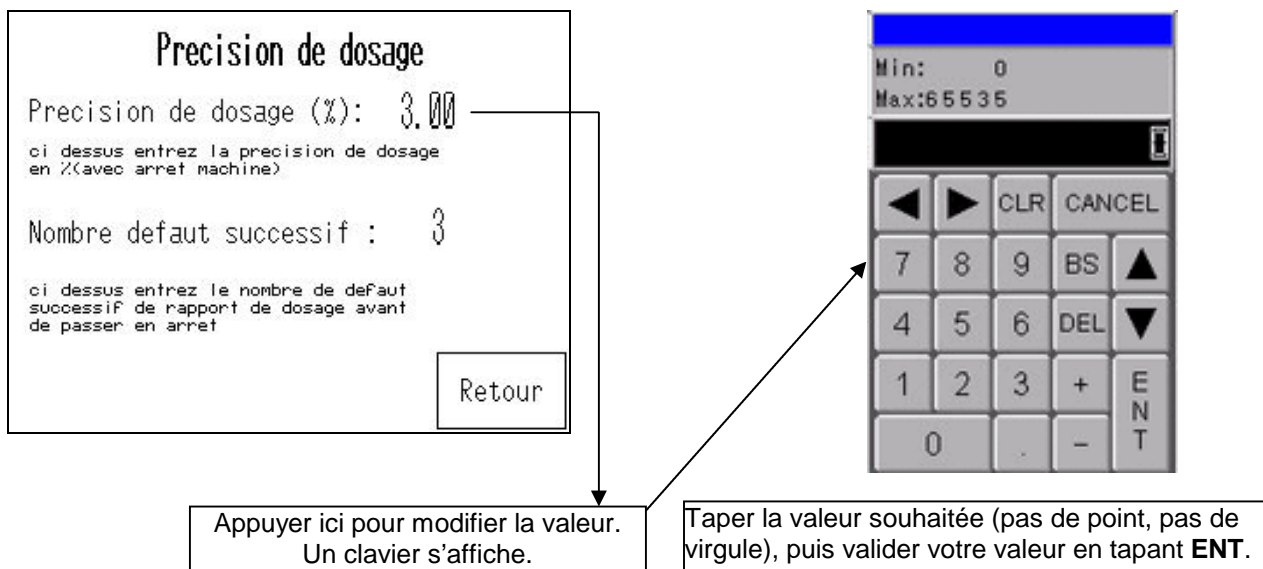 Precision de dosage
Precision de dosage (%): 3.00
ci dessus entrez la precision de dosage
en %(avec arret machine)
Nombre defaut successif : 3
ci dessus entrez le nombre de defaut
successif de rapport de dosage avant
de passer en arret
Retour
Min: 0
Max:65535
0
CLR CANCEL
7 8 9 BS
4 5 6 DEL
1 2 3 + ENT
0 . -
Appuyer ici pour modifier la valeur.
Un clavier s’affiche.
Taper la valeur souhaitée (pas de point, pas de
virgule), puis valider votre valeur en tapant ENT.